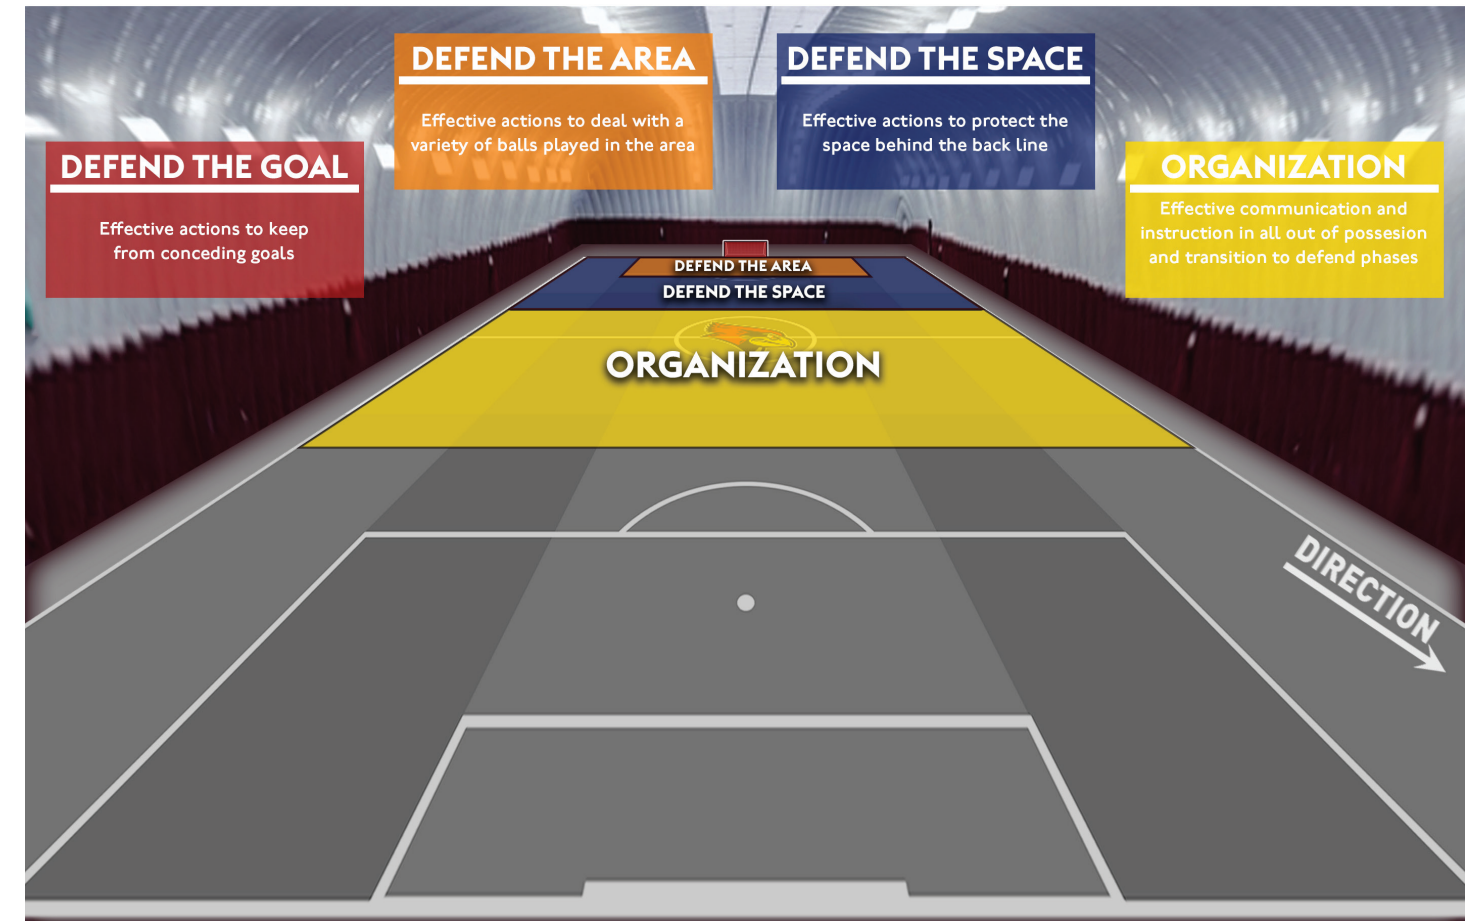 DEFEND THE AREA
Effective actions to deal with a
variety of balls played in the area
DEFEND THE SPACE
Effective actions to protect the
space behind the back line
DEFEND THE GOAL
Effective actions to keep
from conceding goals
ORGANIZATION
Effective communication and
instruction in all out of possesion
and transition to defend phases
DEFEND THE AREA
DEFEND THE SPACE
ORGANIZATION
DIRECTION